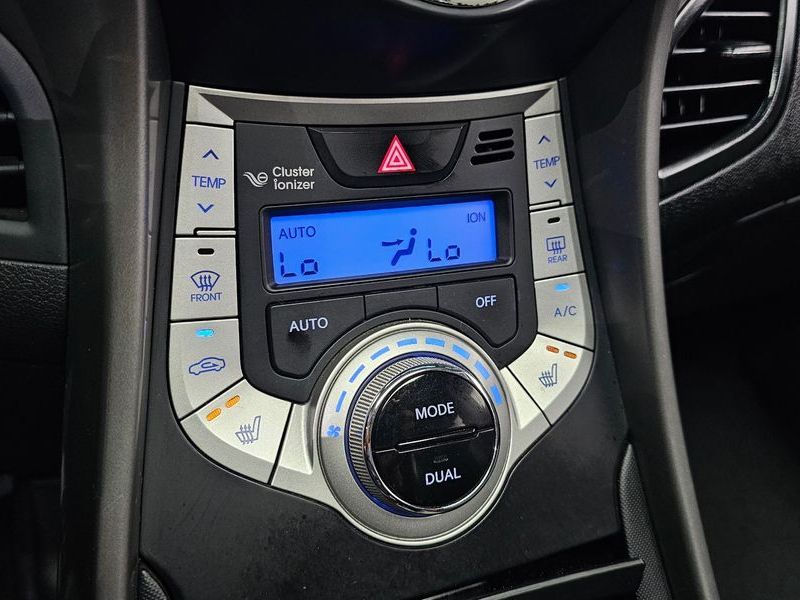 Cluster
ionizer
TEMP
TEMP
AUTO
ION
Lo
Lo
FRONT
REAR
AUTO
OFF
A/C
MODE
DUAL